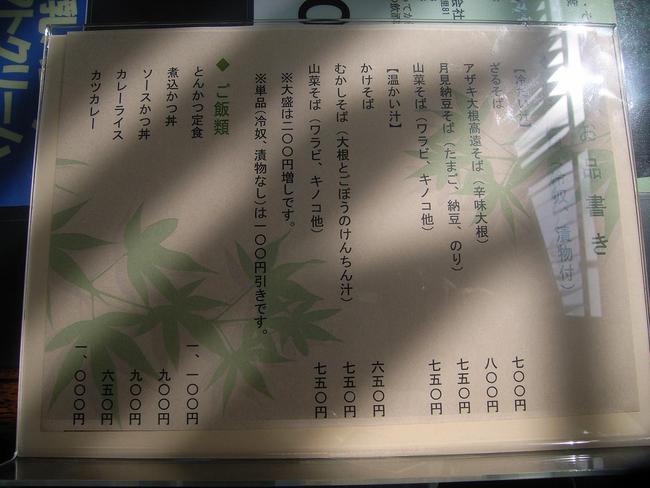 お品書き
（冷奴、漬物付）
【冷たい汁】
ざるそば 七〇〇円
アザキ大根高遠そば（辛味大根） 八〇〇円
月見納豆そば（たまご、納豆、のり） 七五〇円
山菜そば（ワラビ、キノコ他） 七五〇円
【温かい汁】
かけそば 六五〇円
むかしそば（大根とごぼうのけんちん汁） 七五〇円
山菜そば（ワラビ、キノコ他） 七五〇円
※大盛は二〇〇円増しです。
※単品（冷奴、漬物なし）は一〇〇円引きです。
◆ご飯類
とんかつ定食 一、一〇〇円
煮込かつ丼 九〇〇円
ソースかつ丼 九〇〇円
カレーライス 六五〇円
カツカレー 一、〇〇〇円
会社
乳
トクリーム